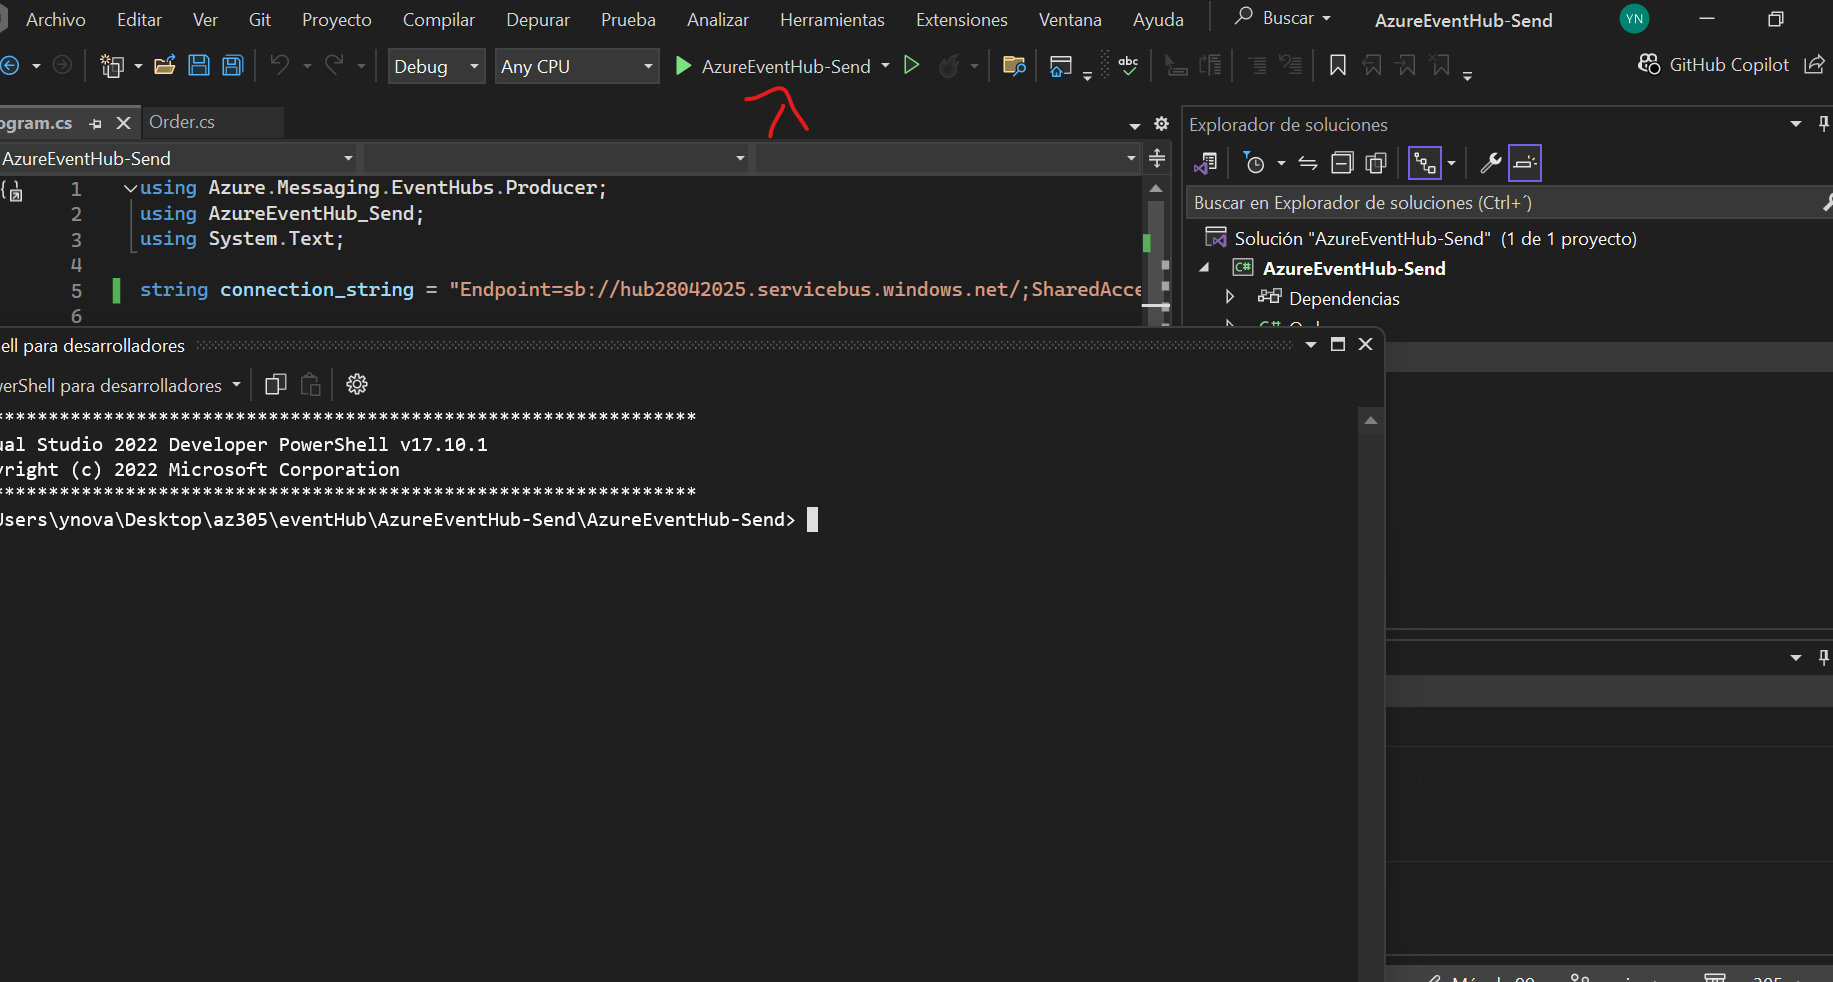 Archivo Editar Ver Git Proyecto Compilar Depurar Prueba Analizar Herramientas Extensiones Ventana Ayuda Buscar AzureEventHub-Send YN
Debug Any CPU AzureEventHub-Send abc GitHub Copilot
ogram.cs Order.cs
Explorador de soluciones
AzureEventHub-Send
1 using Azure.Messaging.EventHubs.Producer;
2 using AzureEventHub_Send;
3 using System.Text;
4
5 string connection_string = "Endpoint=sb://hub28042025.servicebus.windows.net/;SharedAcce
6
Buscar en Explorador de soluciones (Ctrl+´)
Solución "AzureEventHub-Send" (1 de 1 proyecto)
C# AzureEventHub-Send
Dependencias
ell para desarrolladores
werShell para desarrolladores
****************************************************************
ual Studio 2022 Developer PowerShell v17.10.1
yright (c) 2022 Microsoft Corporation
****************************************************************
Users\ynova\Desktop\az305\eventHub\AzureEventHub-Send\AzureEventHub-Send>